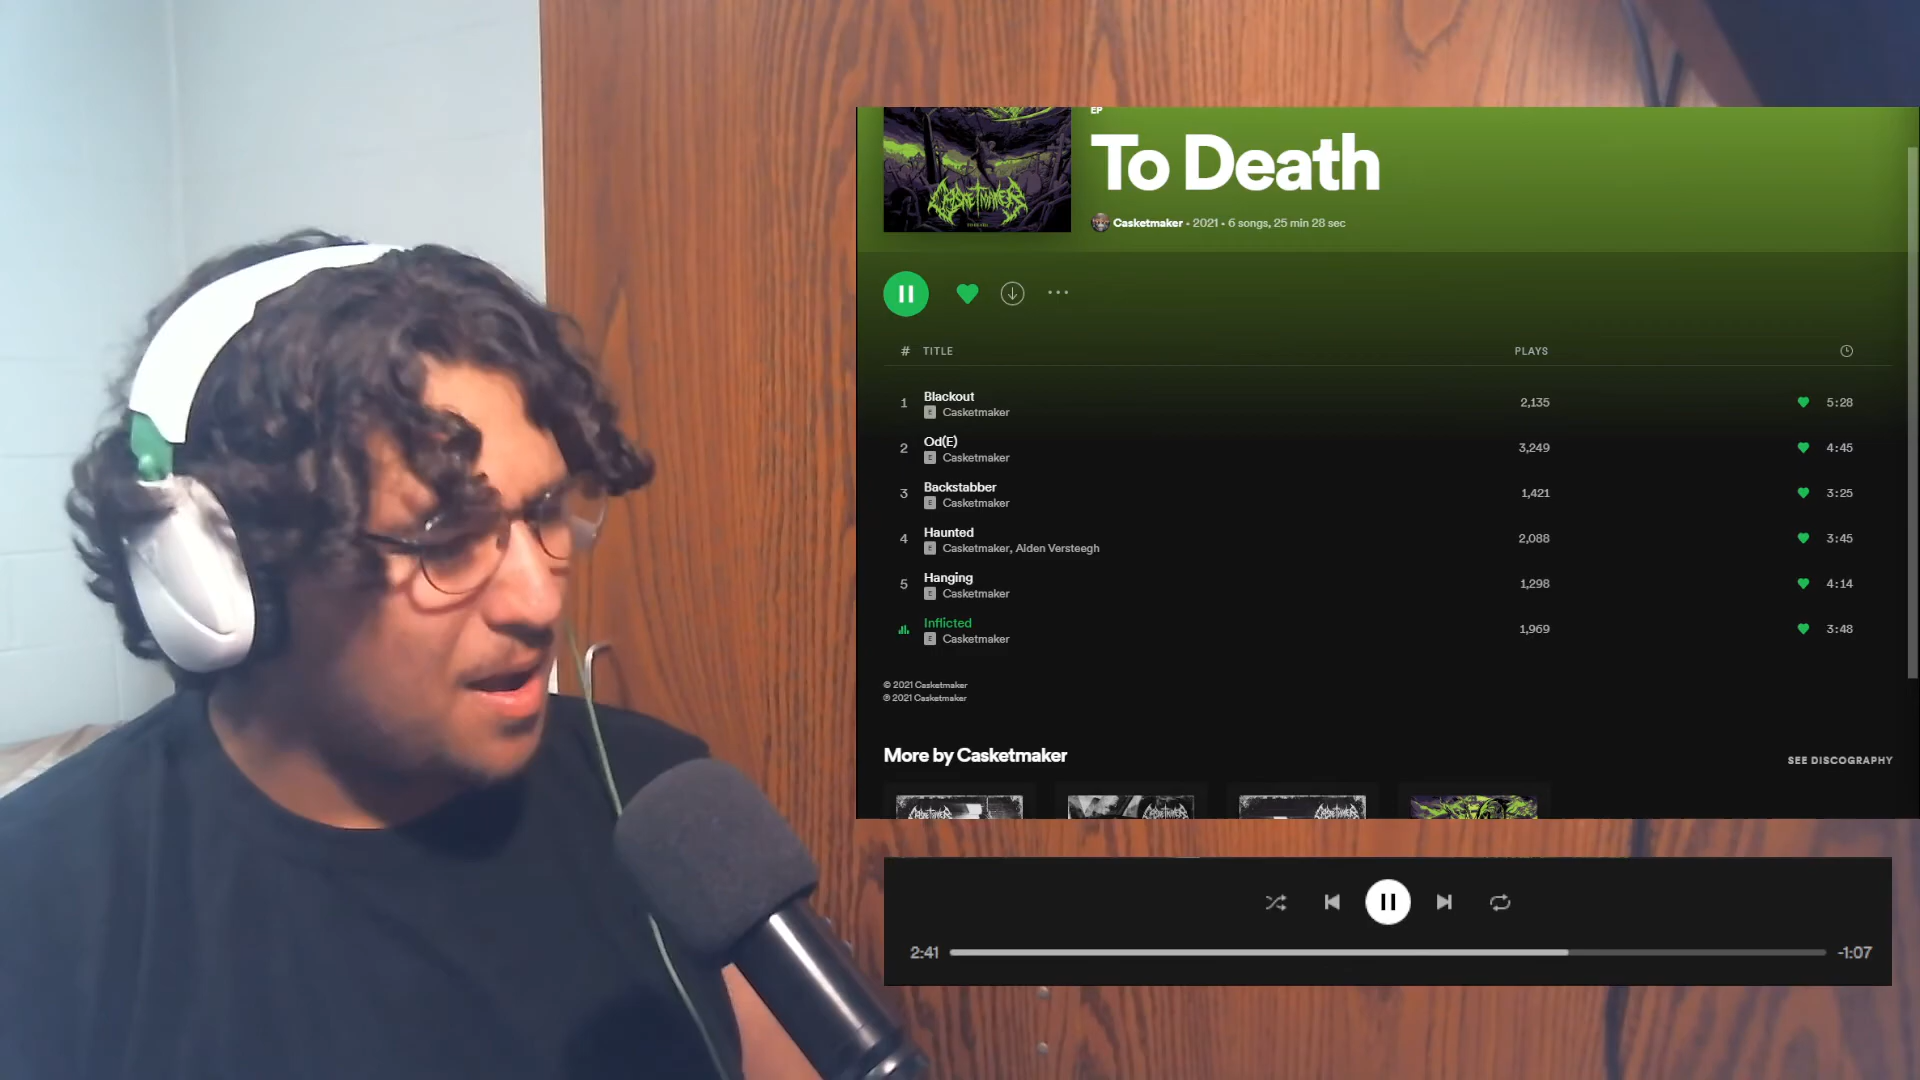 EP
To Death
Casketmaker • 2021 • 6 songs, 25 min 28 sec
# TITLE PLAYS
1 Blackout 2,135 5:28
E Casketmaker
2 Od(E) 3,249 4:45
E Casketmaker
3 Backstabber 1,421 3:25
E Casketmaker
4 Haunted 2,088 3:45
E Casketmaker, Aiden Versteegh
5 Hanging 1,298 4:14
E Casketmaker
Inflicted 1,969 3:48
E Casketmaker
© 2021 Casketmaker
℗ 2021 Casketmaker
More by Casketmaker
SEE DISCOGRAPHY
CASKETMAKER
2:41 -1:07